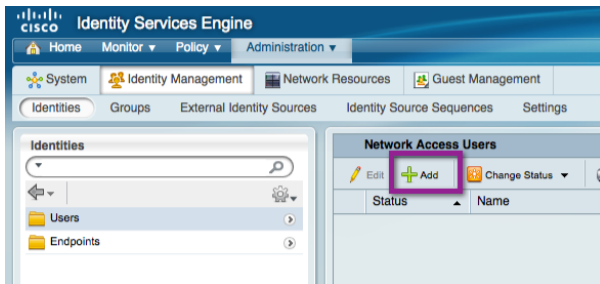 cisco Identity Services Engine
Home Monitor ▾ Policy ▾ Administration ▾
System Identity Management Network Resources Guest Management
Identities Groups External Identity Sources Identity Source Sequences Settings
Identities
Users
Endpoints
Network Access Users
Edit Add Change Status ▾
Status Name